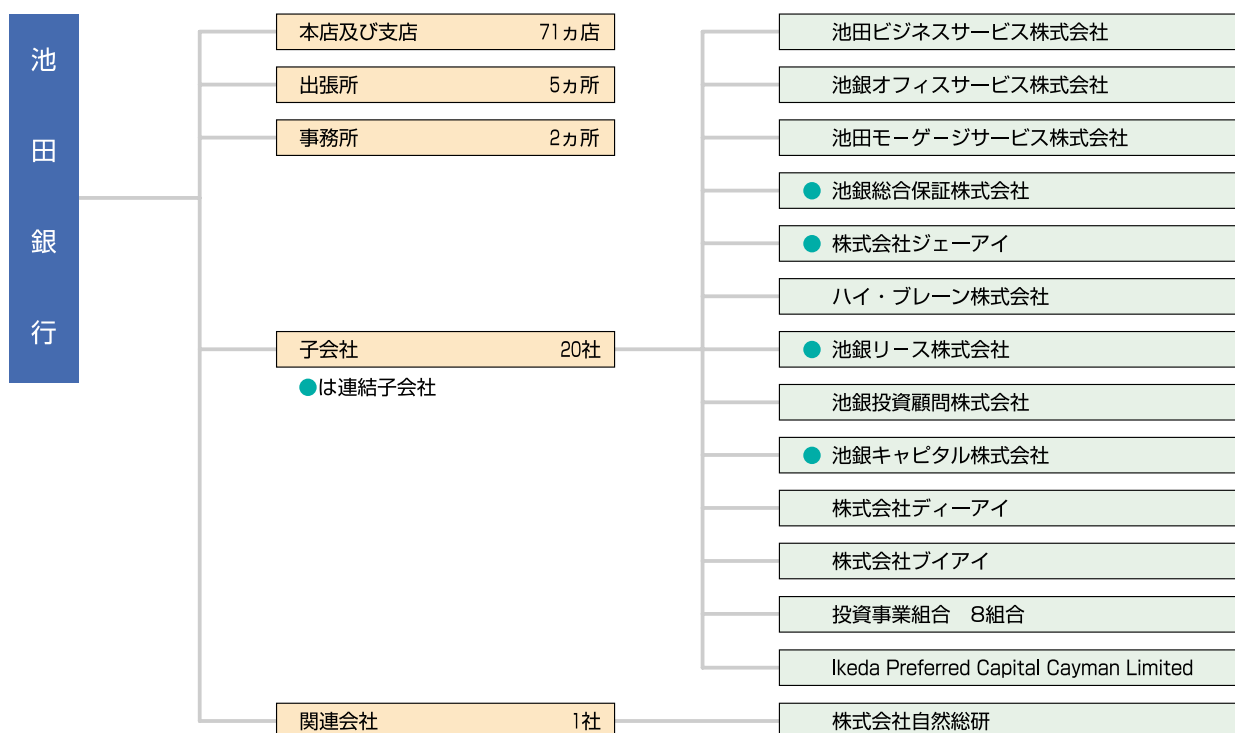 池田銀行
本店及び支店 71ヵ店
出張所 5ヵ所
事務所 2ヵ所
子会社 20社
●は連結子会社
関連会社 1社
池田ビジネスサービス株式会社
池銀オフィスサービス株式会社
池田モーゲージサービス株式会社
● 池銀総合保証株式会社
● 株式会社ジェーアイ
ハイ・ブレーン株式会社
● 池銀リース株式会社
池銀投資顧問株式会社
● 池銀キャピタル株式会社
株式会社ディーアイ
株式会社ブイアイ
投資事業組合 8組合
Ikeda Preferred Capital Cayman Limited
株式会社自然総研